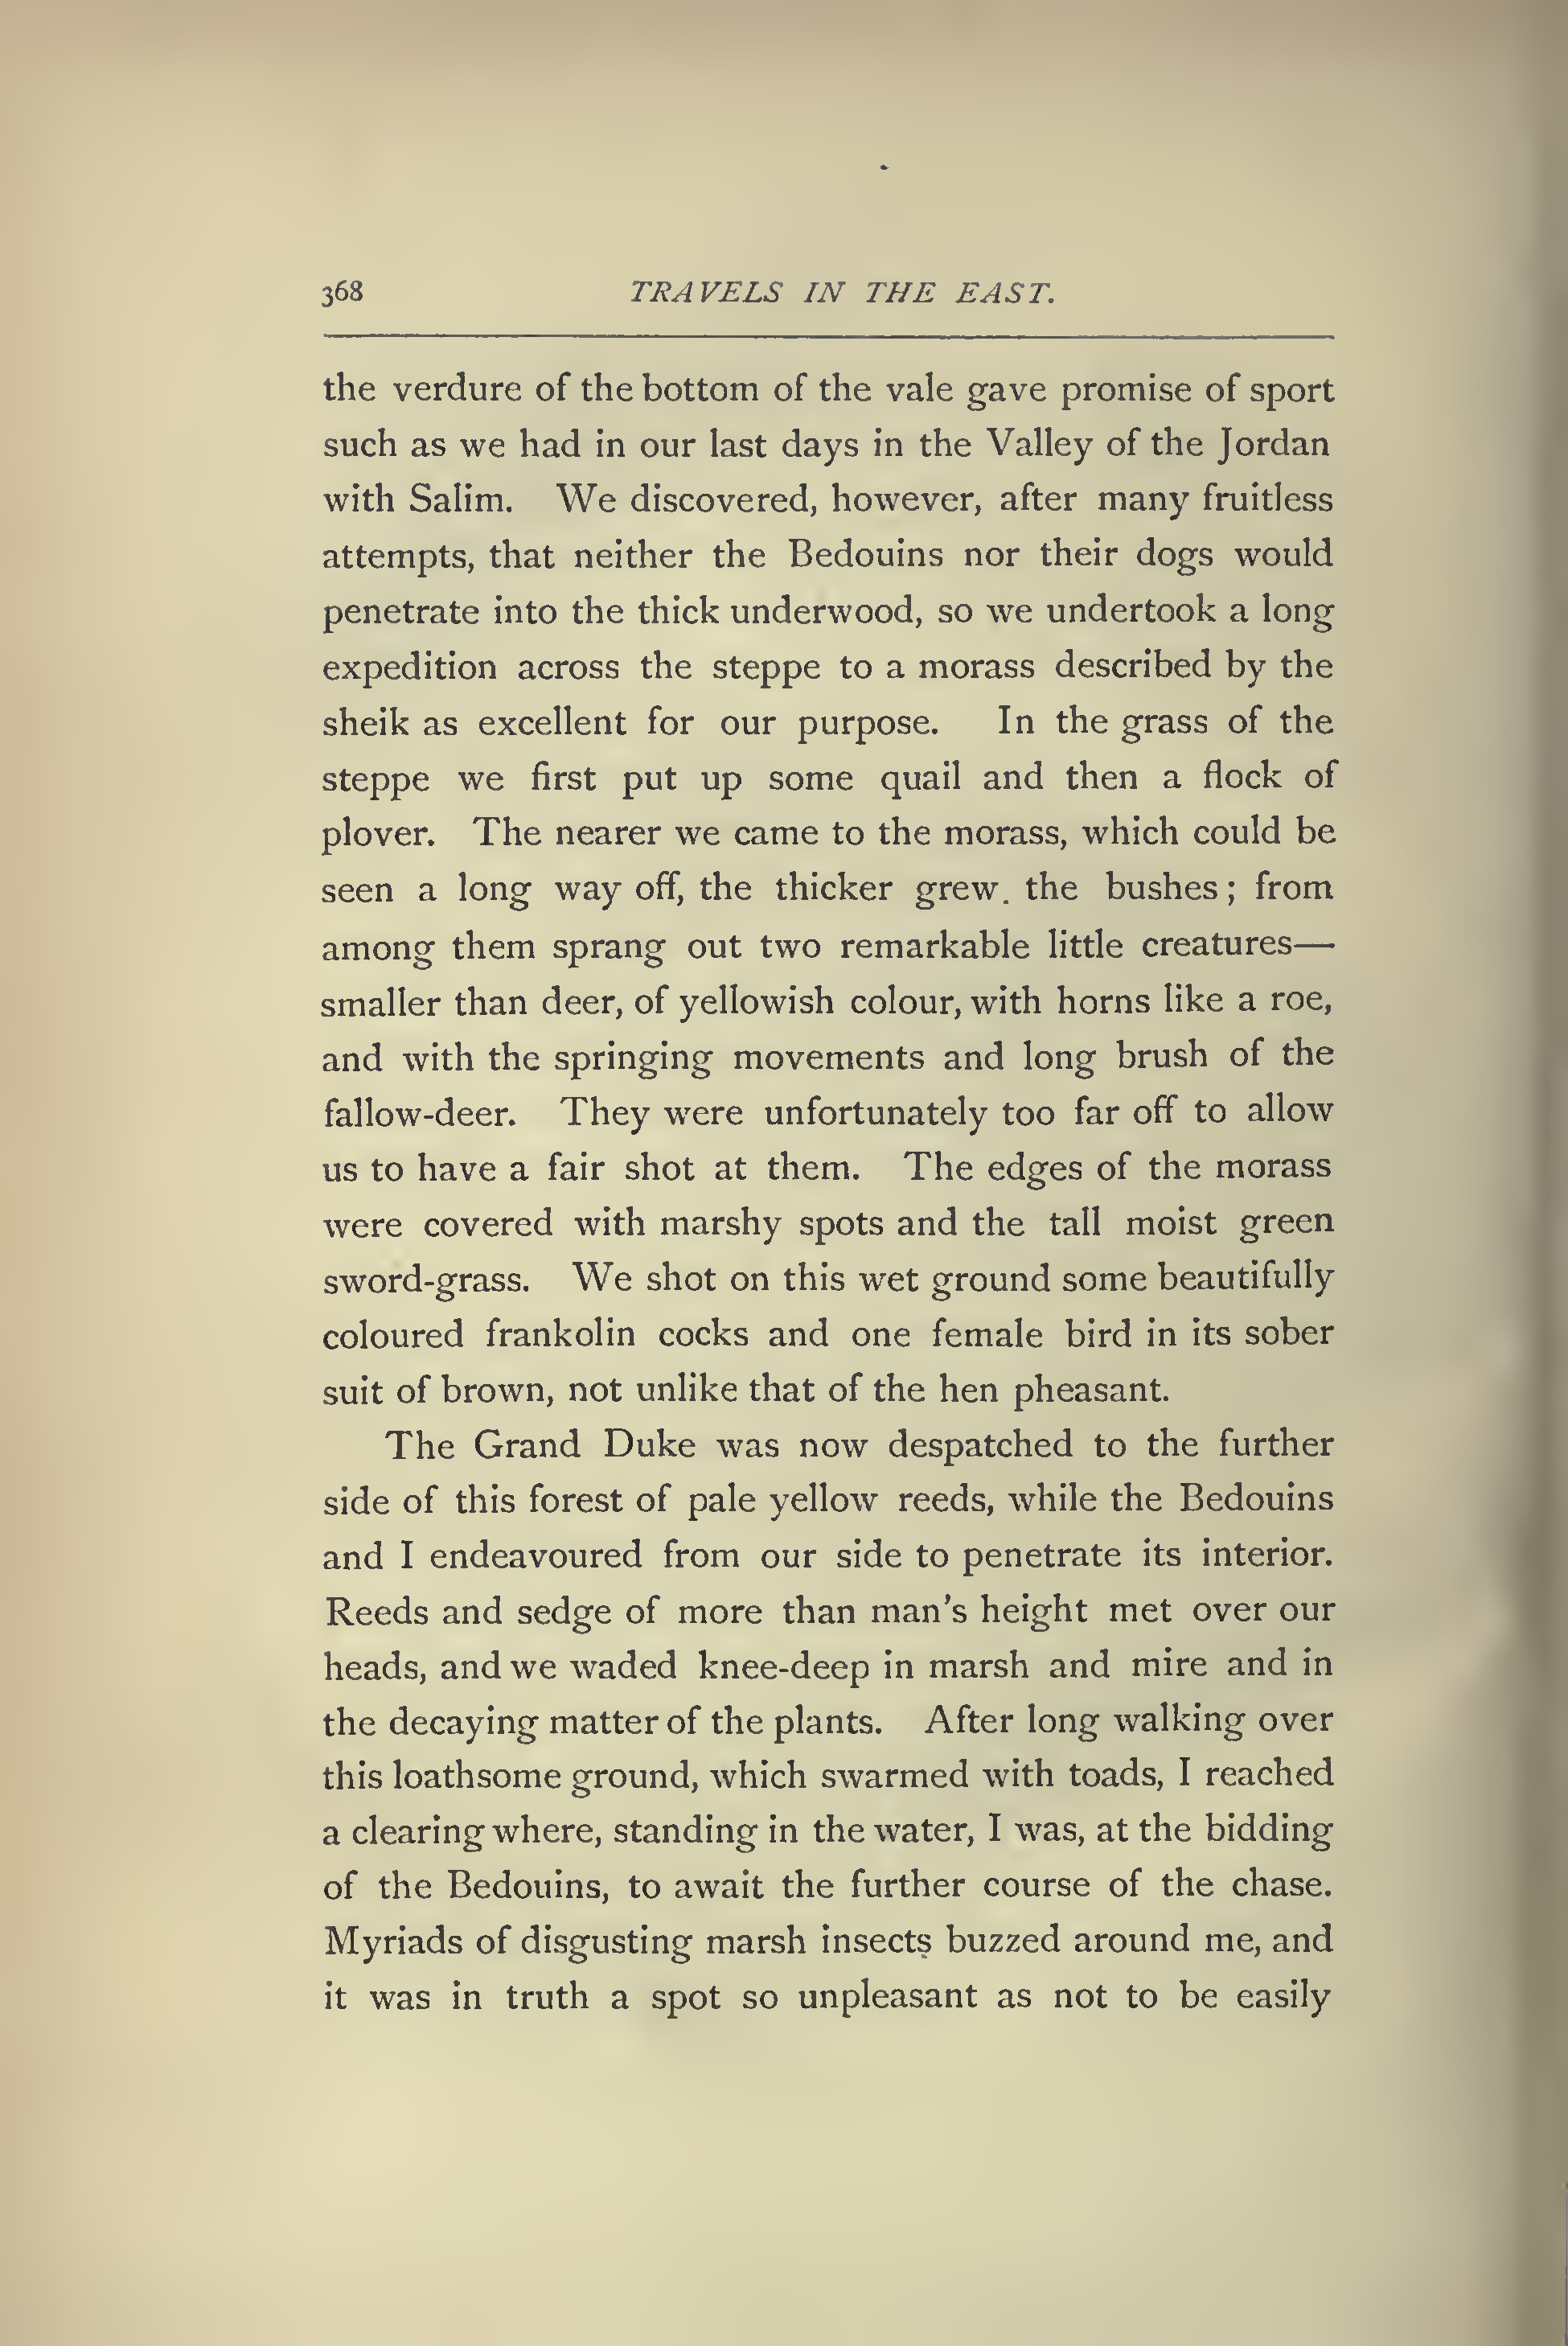 368 TRAVELS IN THE EAST.
the verdure of the bottom of the vale gave promise of sport
such as we had in our last days in the Valley of the Jordan
with Salim. We discovered, however, after many fruitless
attempts, that neither the Bedouins nor their dogs would
penetrate into the thick underwood, so we undertook a long
expedition across the steppe to a morass described by the
sheik as excellent for our purpose. In the grass of the
steppe we first put up some quail and then a flock of
plover. The nearer we came to the morass, which could be
seen a long way off, the thicker grew. the bushes; from
among them sprang out two remarkable little creatures—
smaller than deer, of yellowish colour, with horns like a roe,
and with the springing movements and long brush of the
fallow-deer. They were unfortunately too far off to allow
us to have a fair shot at them. The edges of the morass
were covered with marshy spots and the tall moist green
sword-grass. We shot on this wet ground some beautifully
coloured frankolin cocks and one female bird in its sober
suit of brown, not unlike that of the hen pheasant.
The Grand Duke was now despatched to the further
side of this forest of pale yellow reeds, while the Bedouins
and I endeavoured from our side to penetrate its interior.
Reeds and sedge of more than man's height met over our
heads, and we waded knee-deep in marsh and mire and in
the decaying matter of the plants. After long walking over
this loathsome ground, which swarmed with toads, I reached
a clearing where, standing in the water, I was, at the bidding
of the Bedouins, to await the further course of the chase.
Myriads of disgusting marsh insects buzzed around me, and
it was in truth a spot so unpleasant as not to be easily